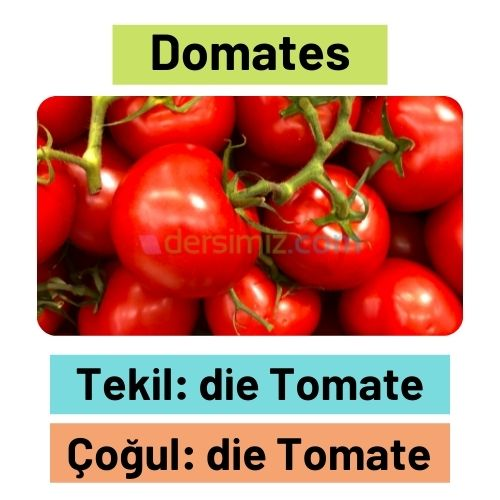 Domates
dersimiz.com
Tekil: die Tomate
Çoğul: die Tomate